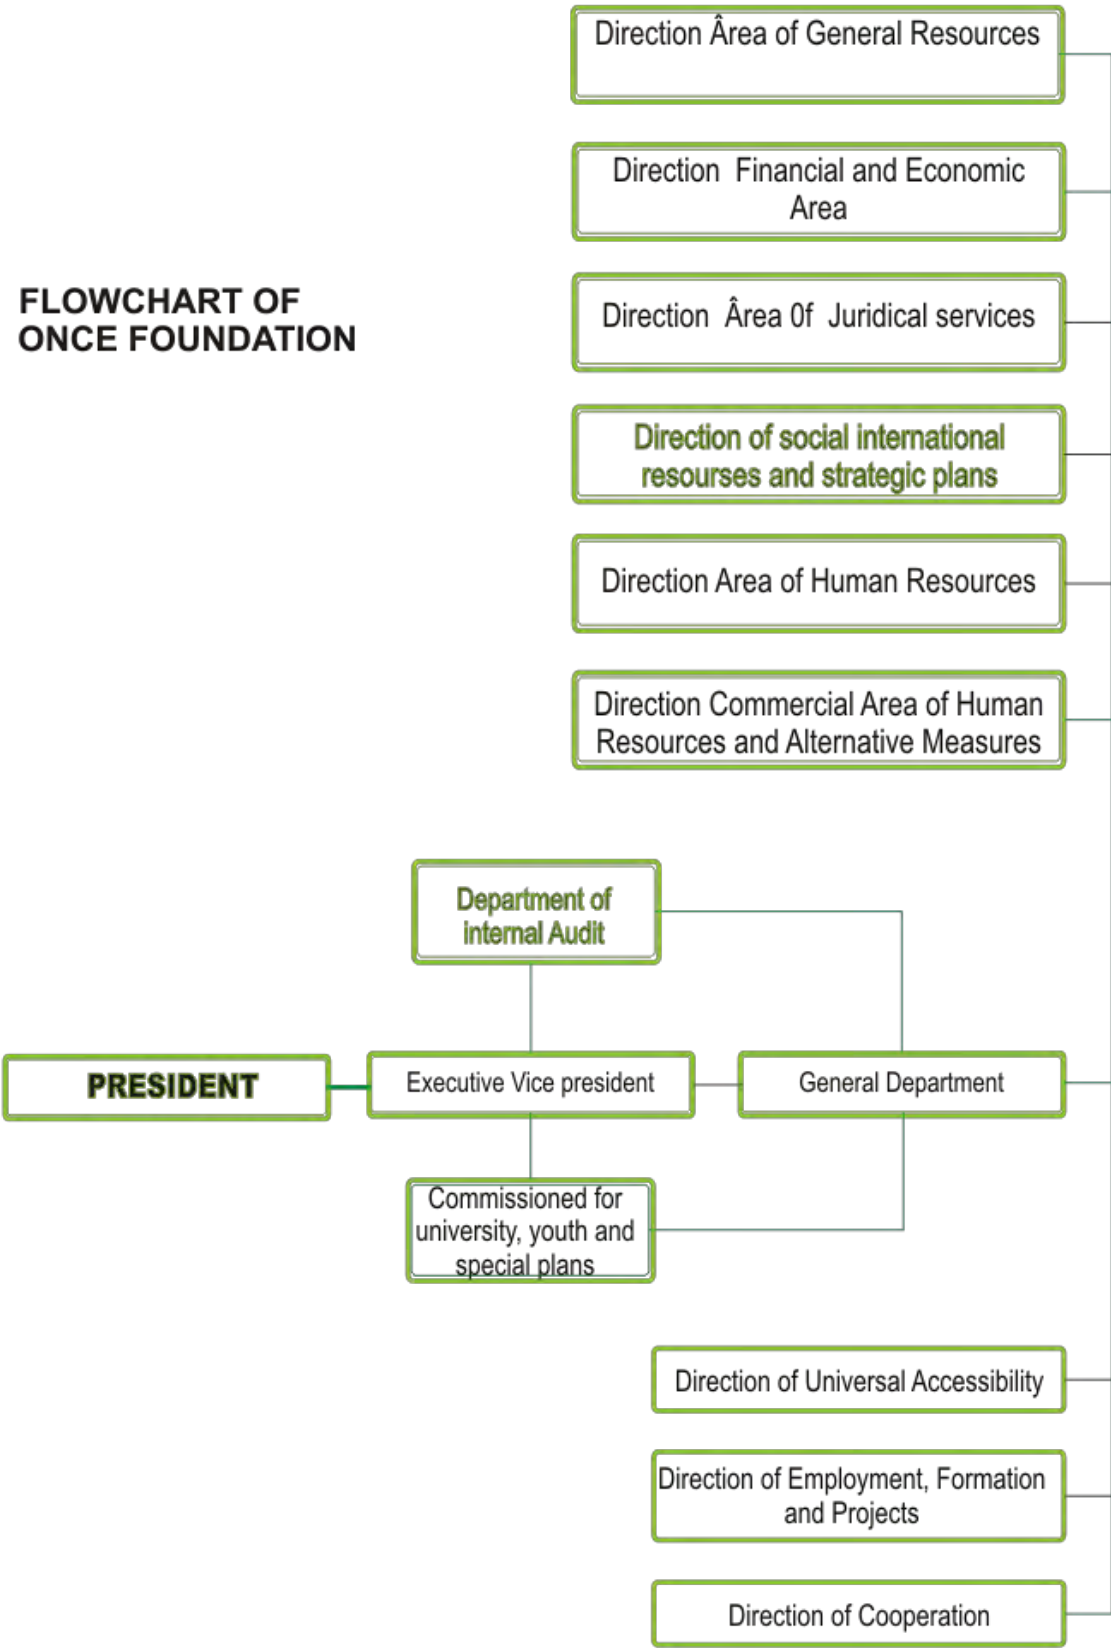 Direction Ârea of General Resources
Direction  Financial and Economic
Area
FLOWCHART OF
ONCE FOUNDATION
Direction  Ârea 0f  Juridical services
Direction of social international
resourses and strategic plans
Direction Area of Human Resources
Direction Commercial Area of Human
Resources and Alternative Measures
Department of
internal Audit
PRESIDENT
Executive Vice president
General Department
Commissioned for
university, youth and
special plans
Direction of Universal Accessibility
Direction of Employment, Formation
and Projects
Direction of Cooperation